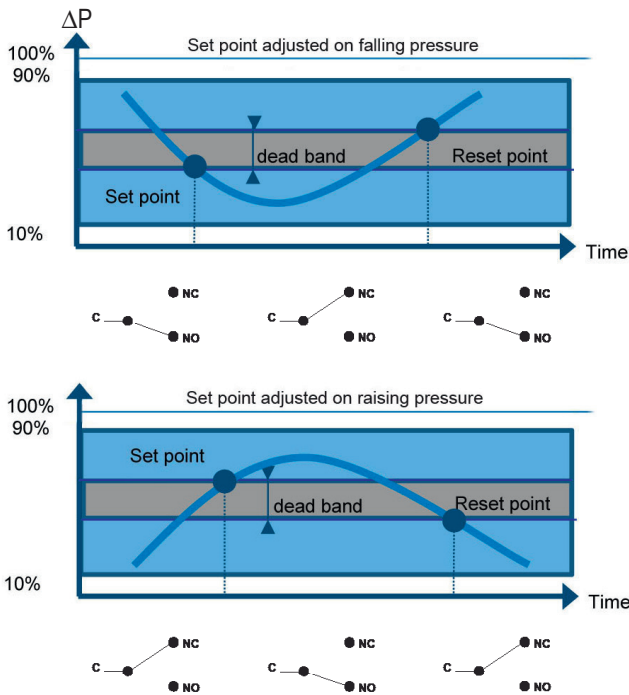 ΔP
Set point adjusted on falling pressure
100%
90%
dead band
Reset point
Set point
10%
Time
NC
NC
NC
C
C
C
NO
NO
NO
Set point adjusted on raising pressure
100%
90%
Set point
dead band
Reset point
10%
Time
NC
NC
NC
C
C
C
NO
NO
NO